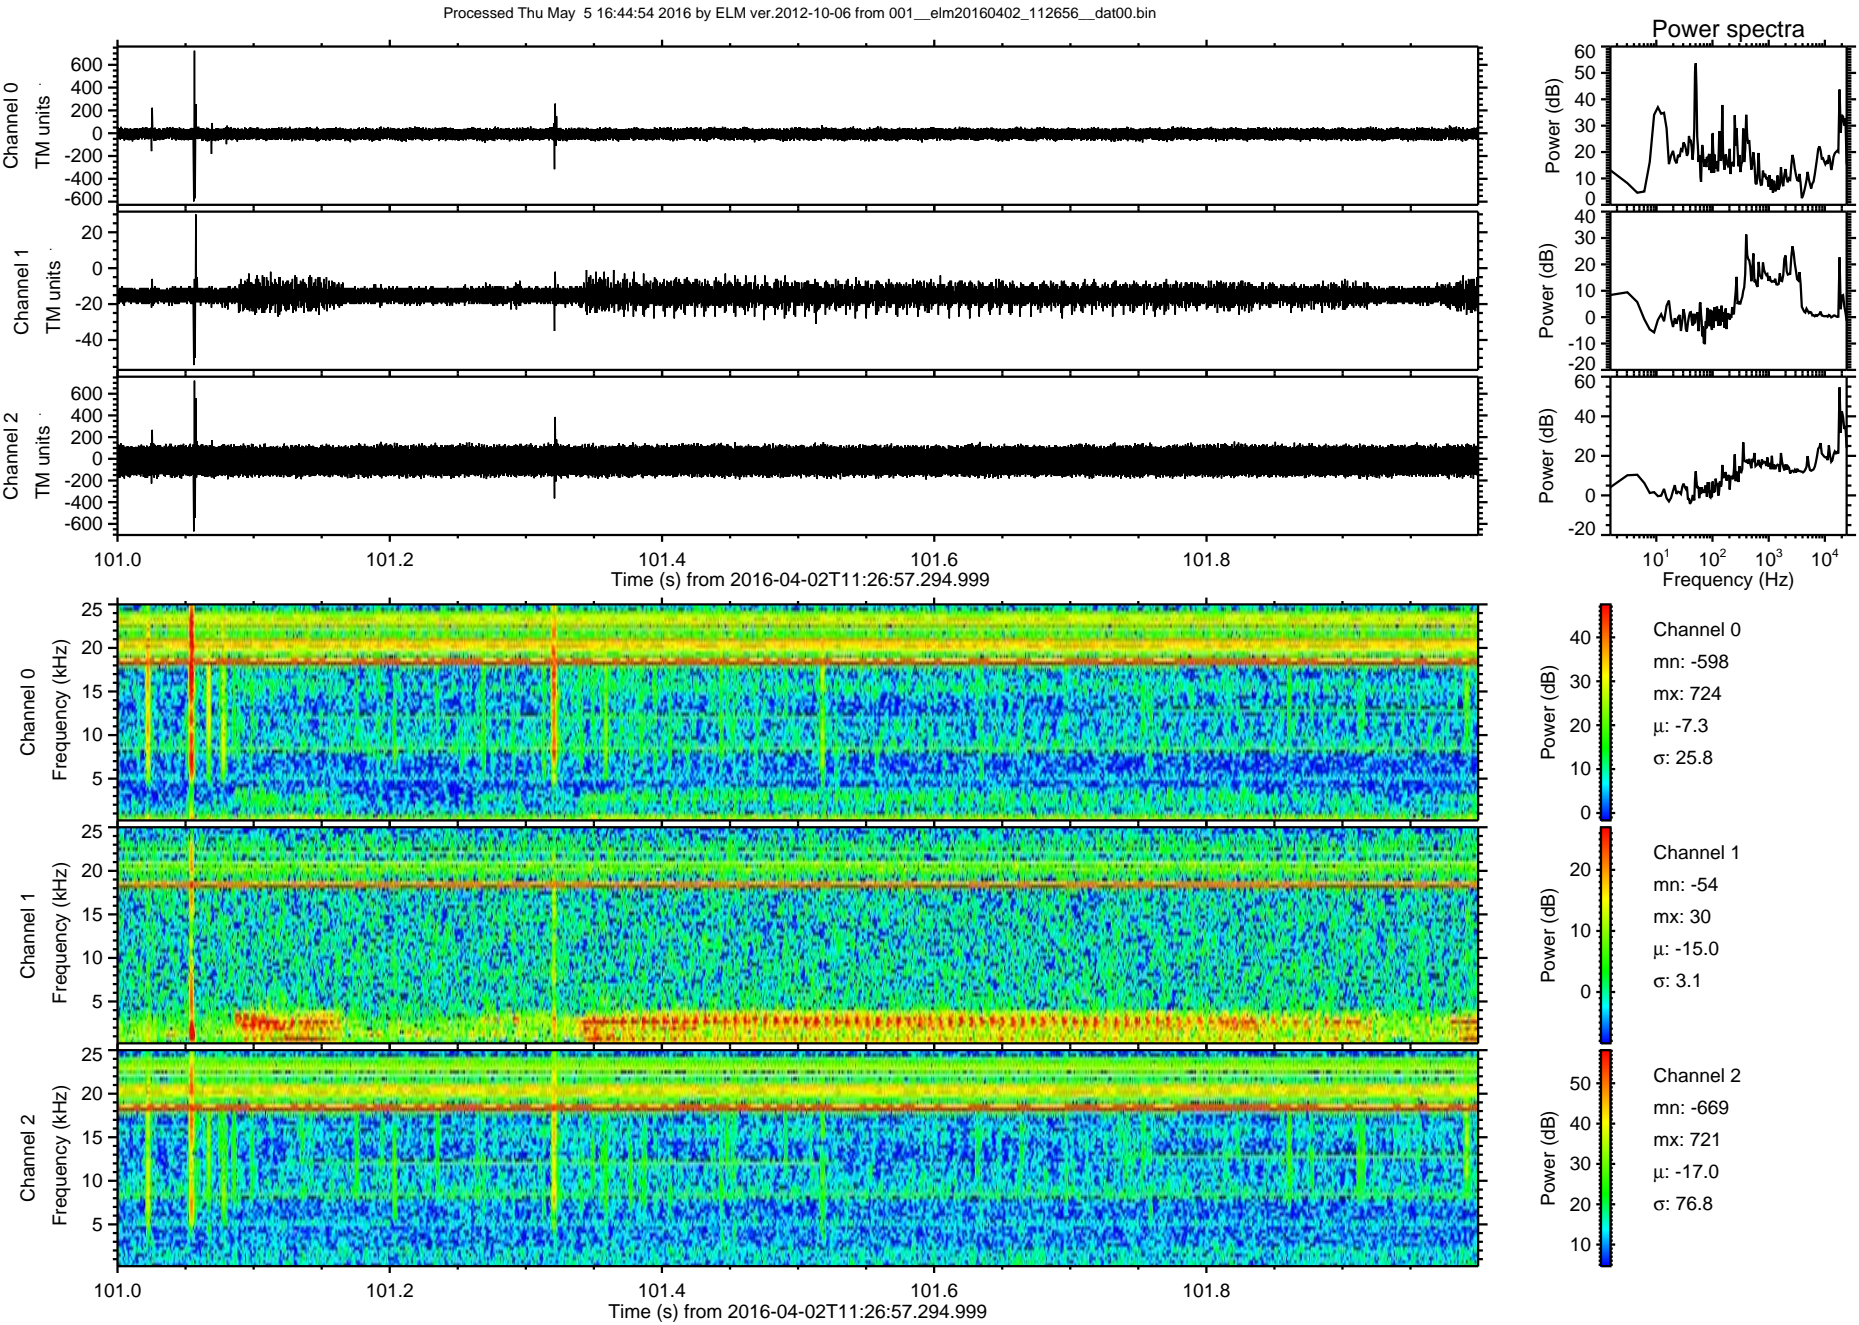 Processed Thu May  5 16:44:54 2016 by ELM ver.2012-10-06 from 001__elm20160402_112656__dat00.bin
Power spectra
Channel 0
TM units
600
400
200
0
-200
-400
-600
Power (dB)
60
50
40
30
20
10
0
Channel 1
TM units
20
0
-20
-40
Power (dB)
40
30
20
10
0
-10
-20
Channel 2
TM units
600
400
200
0
-200
-400
-600
Power (dB)
60
40
20
0
-20
101.0
101.2
101.4
101.6
101.8
Time (s) from 2016-04-02T11:26:57.294.999
10¹
10²
10³
10⁴
Frequency (Hz)
Channel 0
Frequency (kHz)
25
20
15
10
5
Power (dB)
40
30
20
10
0
Channel 0
mn: -598
mx: 724
μ: -7.3
σ: 25.8
Channel 1
Frequency (kHz)
25
20
15
10
5
Power (dB)
20
10
0
Channel 1
mn: -54
mx: 30
μ: -15.0
σ: 3.1
Channel 2
Frequency (kHz)
25
20
15
10
5
Power (dB)
50
40
30
20
10
Channel 2
mn: -669
mx: 721
μ: -17.0
σ: 76.8
101.0
101.2
101.4
101.6
101.8
Time (s) from 2016-04-02T11:26:57.294.999